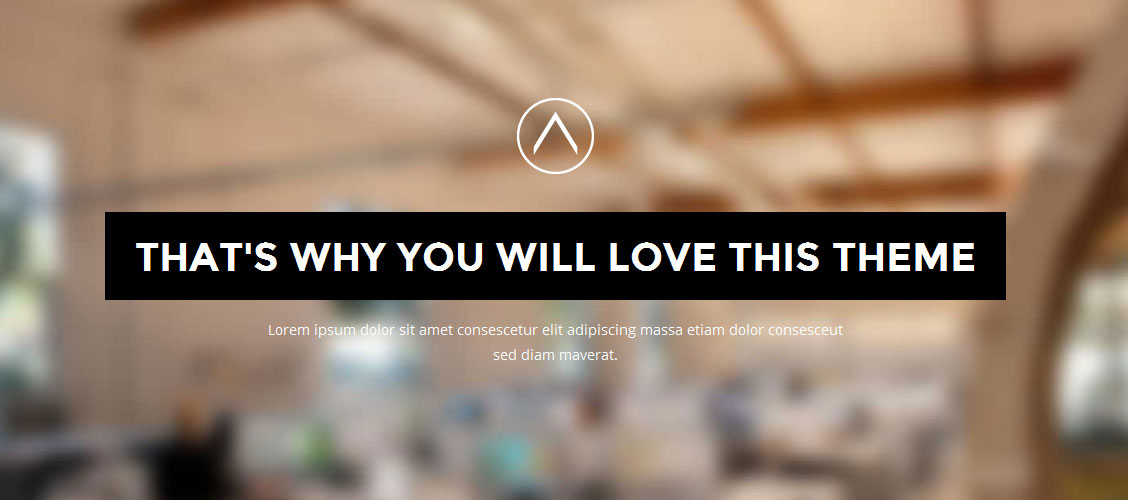 THAT'S WHY YOU WILL LOVE THIS THEME
Lorem ipsum dolor sit amet consescetur elit adipiscing massa etiam dolor consesceut
sed diam maverat.